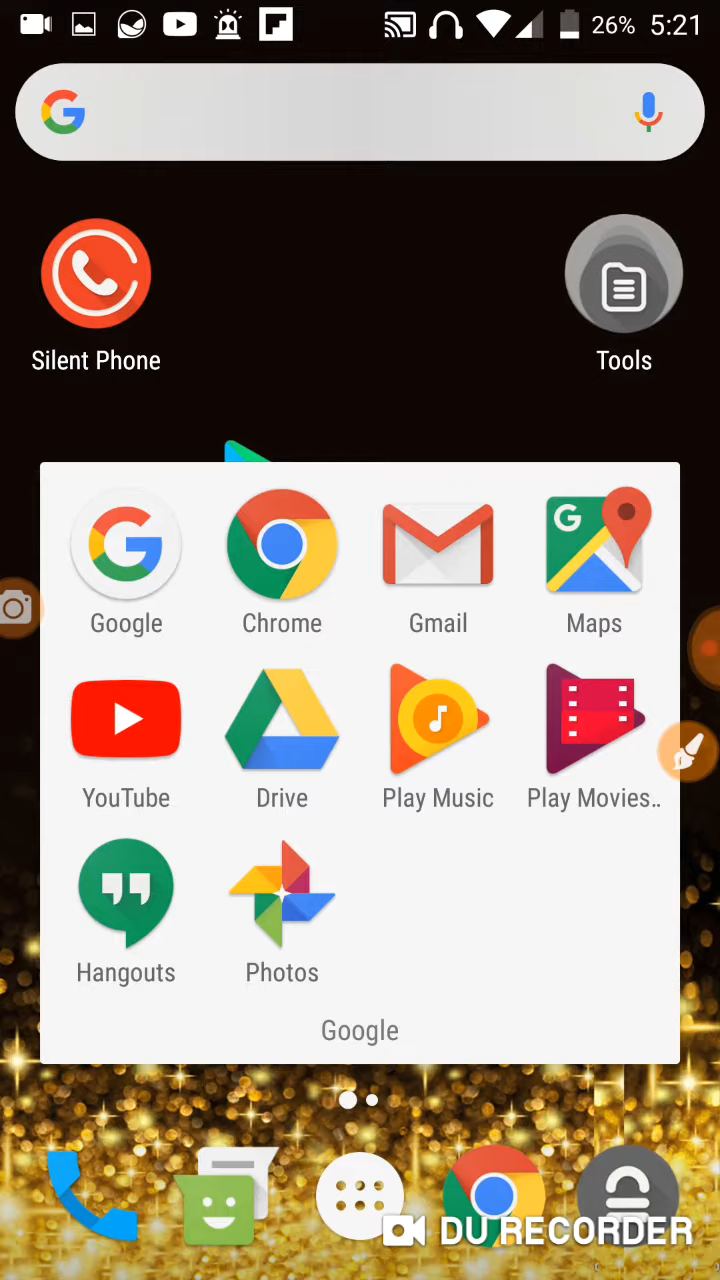 26% 5:21
Silent Phone
Tools
Google
Chrome
Gmail
Maps
YouTube
Drive
Play Music
Play Movies..
Hangouts
Photos
Google
DU RECORDER